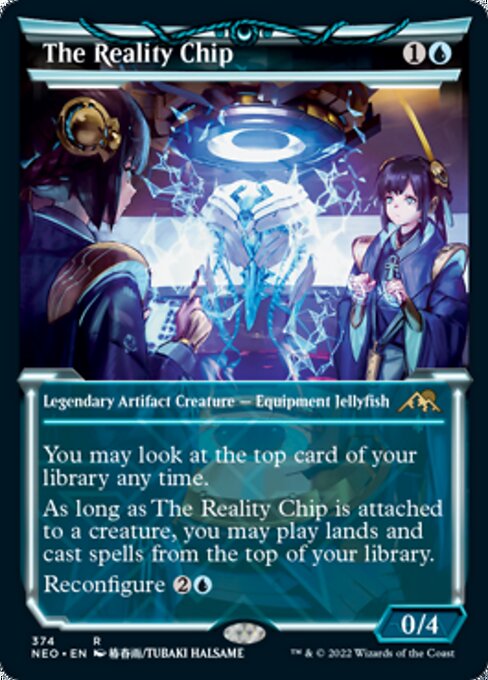 The Reality Chip 1
Legendary Artifact Creature — Equipment Jellyfish
You may look at the top card of your
library any time.
As long as The Reality Chip is attached
to a creature, you may play lands and
cast spells from the top of your library.
Reconfigure 2
0/4
374 R
NEO • EN 椿春雨/TUBAKI HALSAME
™ & © 2022 Wizards of the Coast